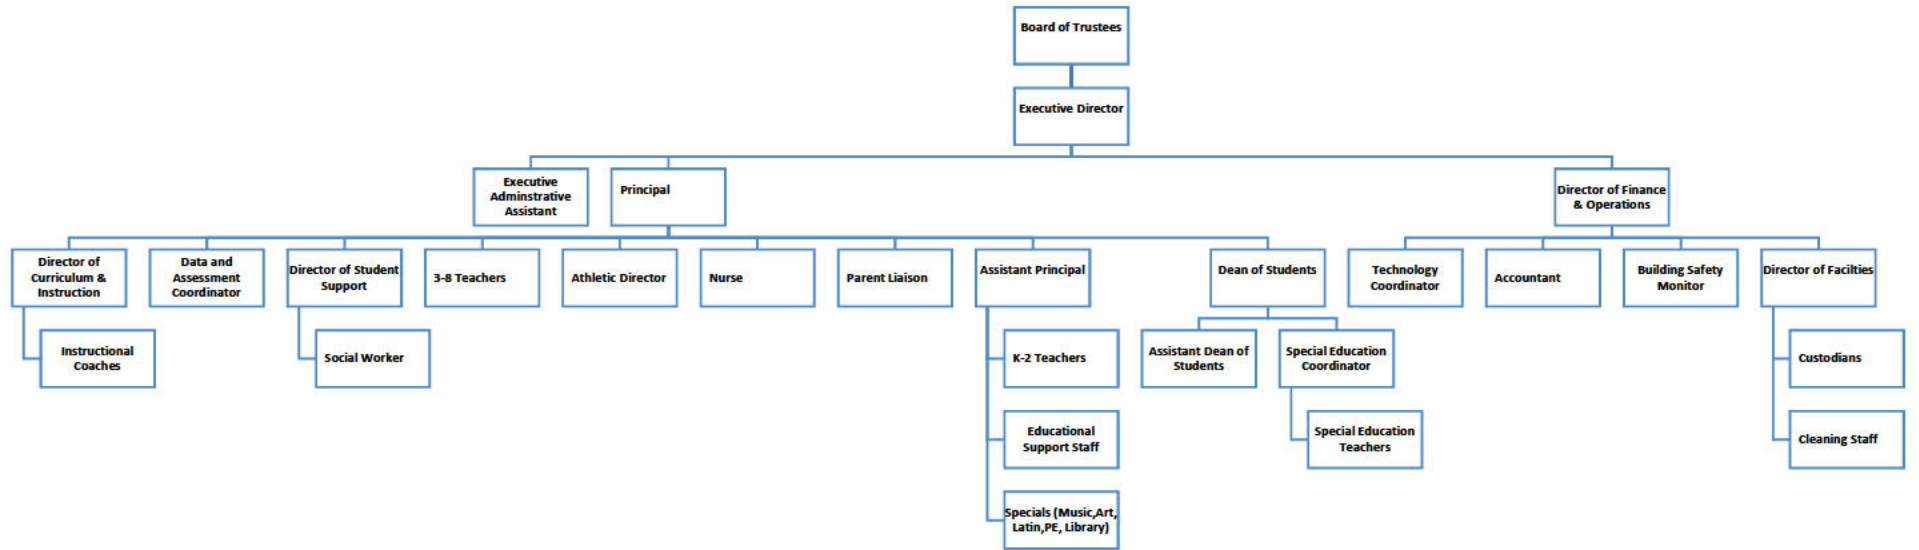 Board of Trustees
Executive Director
Executive
Adminstrative
Assistant
Principal
Director of Finance
& Operations
Director of
Curriculum &
Instruction
Data and
Assessment
Coordinator
Director of Student
Support
3-8 Teachers
Athletic Director
Nurse
Parent Liaison
Assistant Principal
Dean of Students
Technology
Coordinator
Accountant
Building Safety
Monitor
Director of Facilties
Instructional
Coaches
Social Worker
K-2 Teachers
Assistant Dean of
Students
Special Education
Coordinator
Custodians
Educational
Support Staff
Special Education
Teachers
Cleaning Staff
Specials (Music,Art,
Latin,PE, Library)